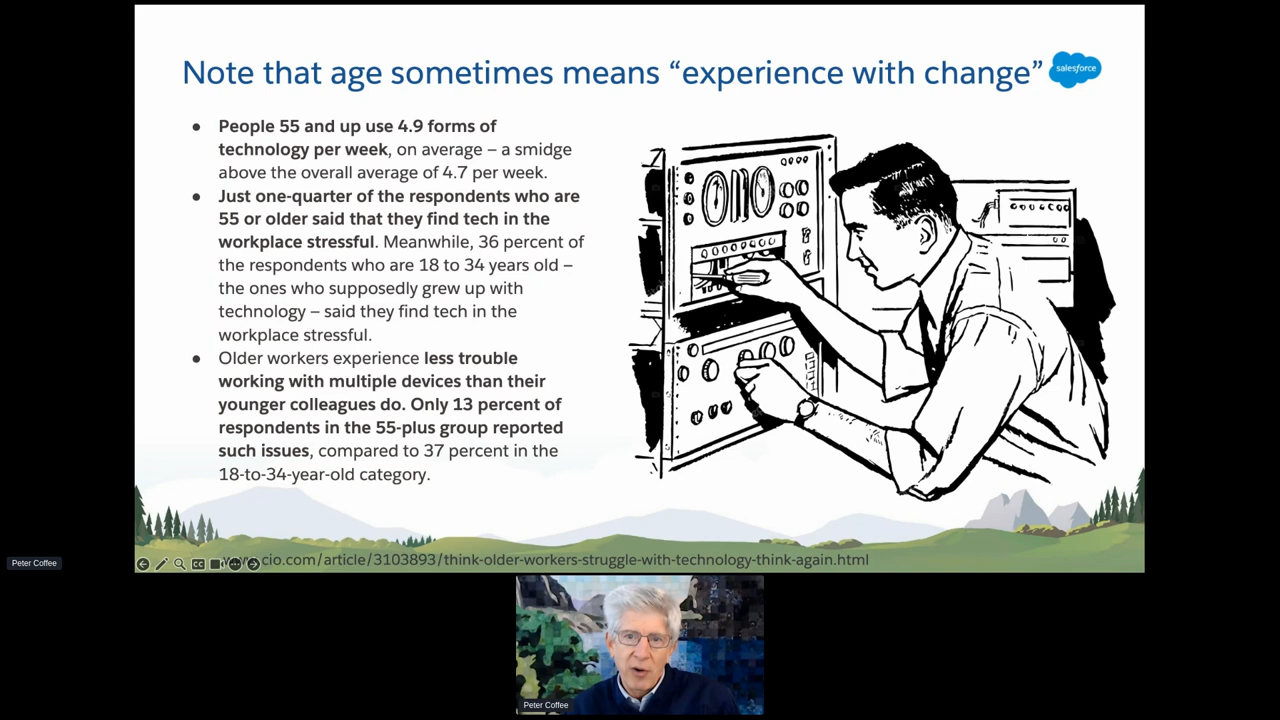 Note that age sometimes means “experience with change”
salesforce
● People 55 and up use 4.9 forms of
technology per week, on average – a smidge
above the overall average of 4.7 per week.
● Just one-quarter of the respondents who are
55 or older said that they find tech in the
workplace stressful. Meanwhile, 36 percent of
the respondents who are 18 to 34 years old –
the ones who supposedly grew up with
technology – said they find tech in the
workplace stressful.
● Older workers experience less trouble
working with multiple devices than their
younger colleagues do. Only 13 percent of
respondents in the 55-plus group reported
such issues, compared to 37 percent in the
18-to-34-year-old category.
cio.com/article/3103893/think-older-workers-struggle-with-technology-think-again.html
CC
Peter Coffee
Peter Coffee